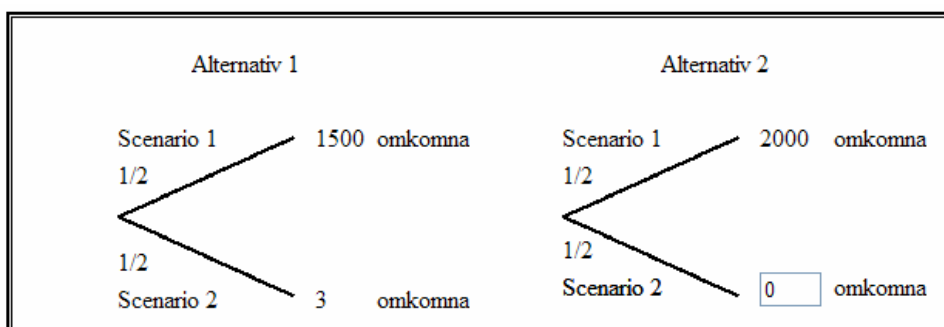 Alternativ 1
Scenario 1 1500 omkomna
1/2
1/2
Scenario 2 3 omkomna
Alternativ 2
Scenario 1 2000 omkomna
1/2
1/2
Scenario 2 0 omkomna